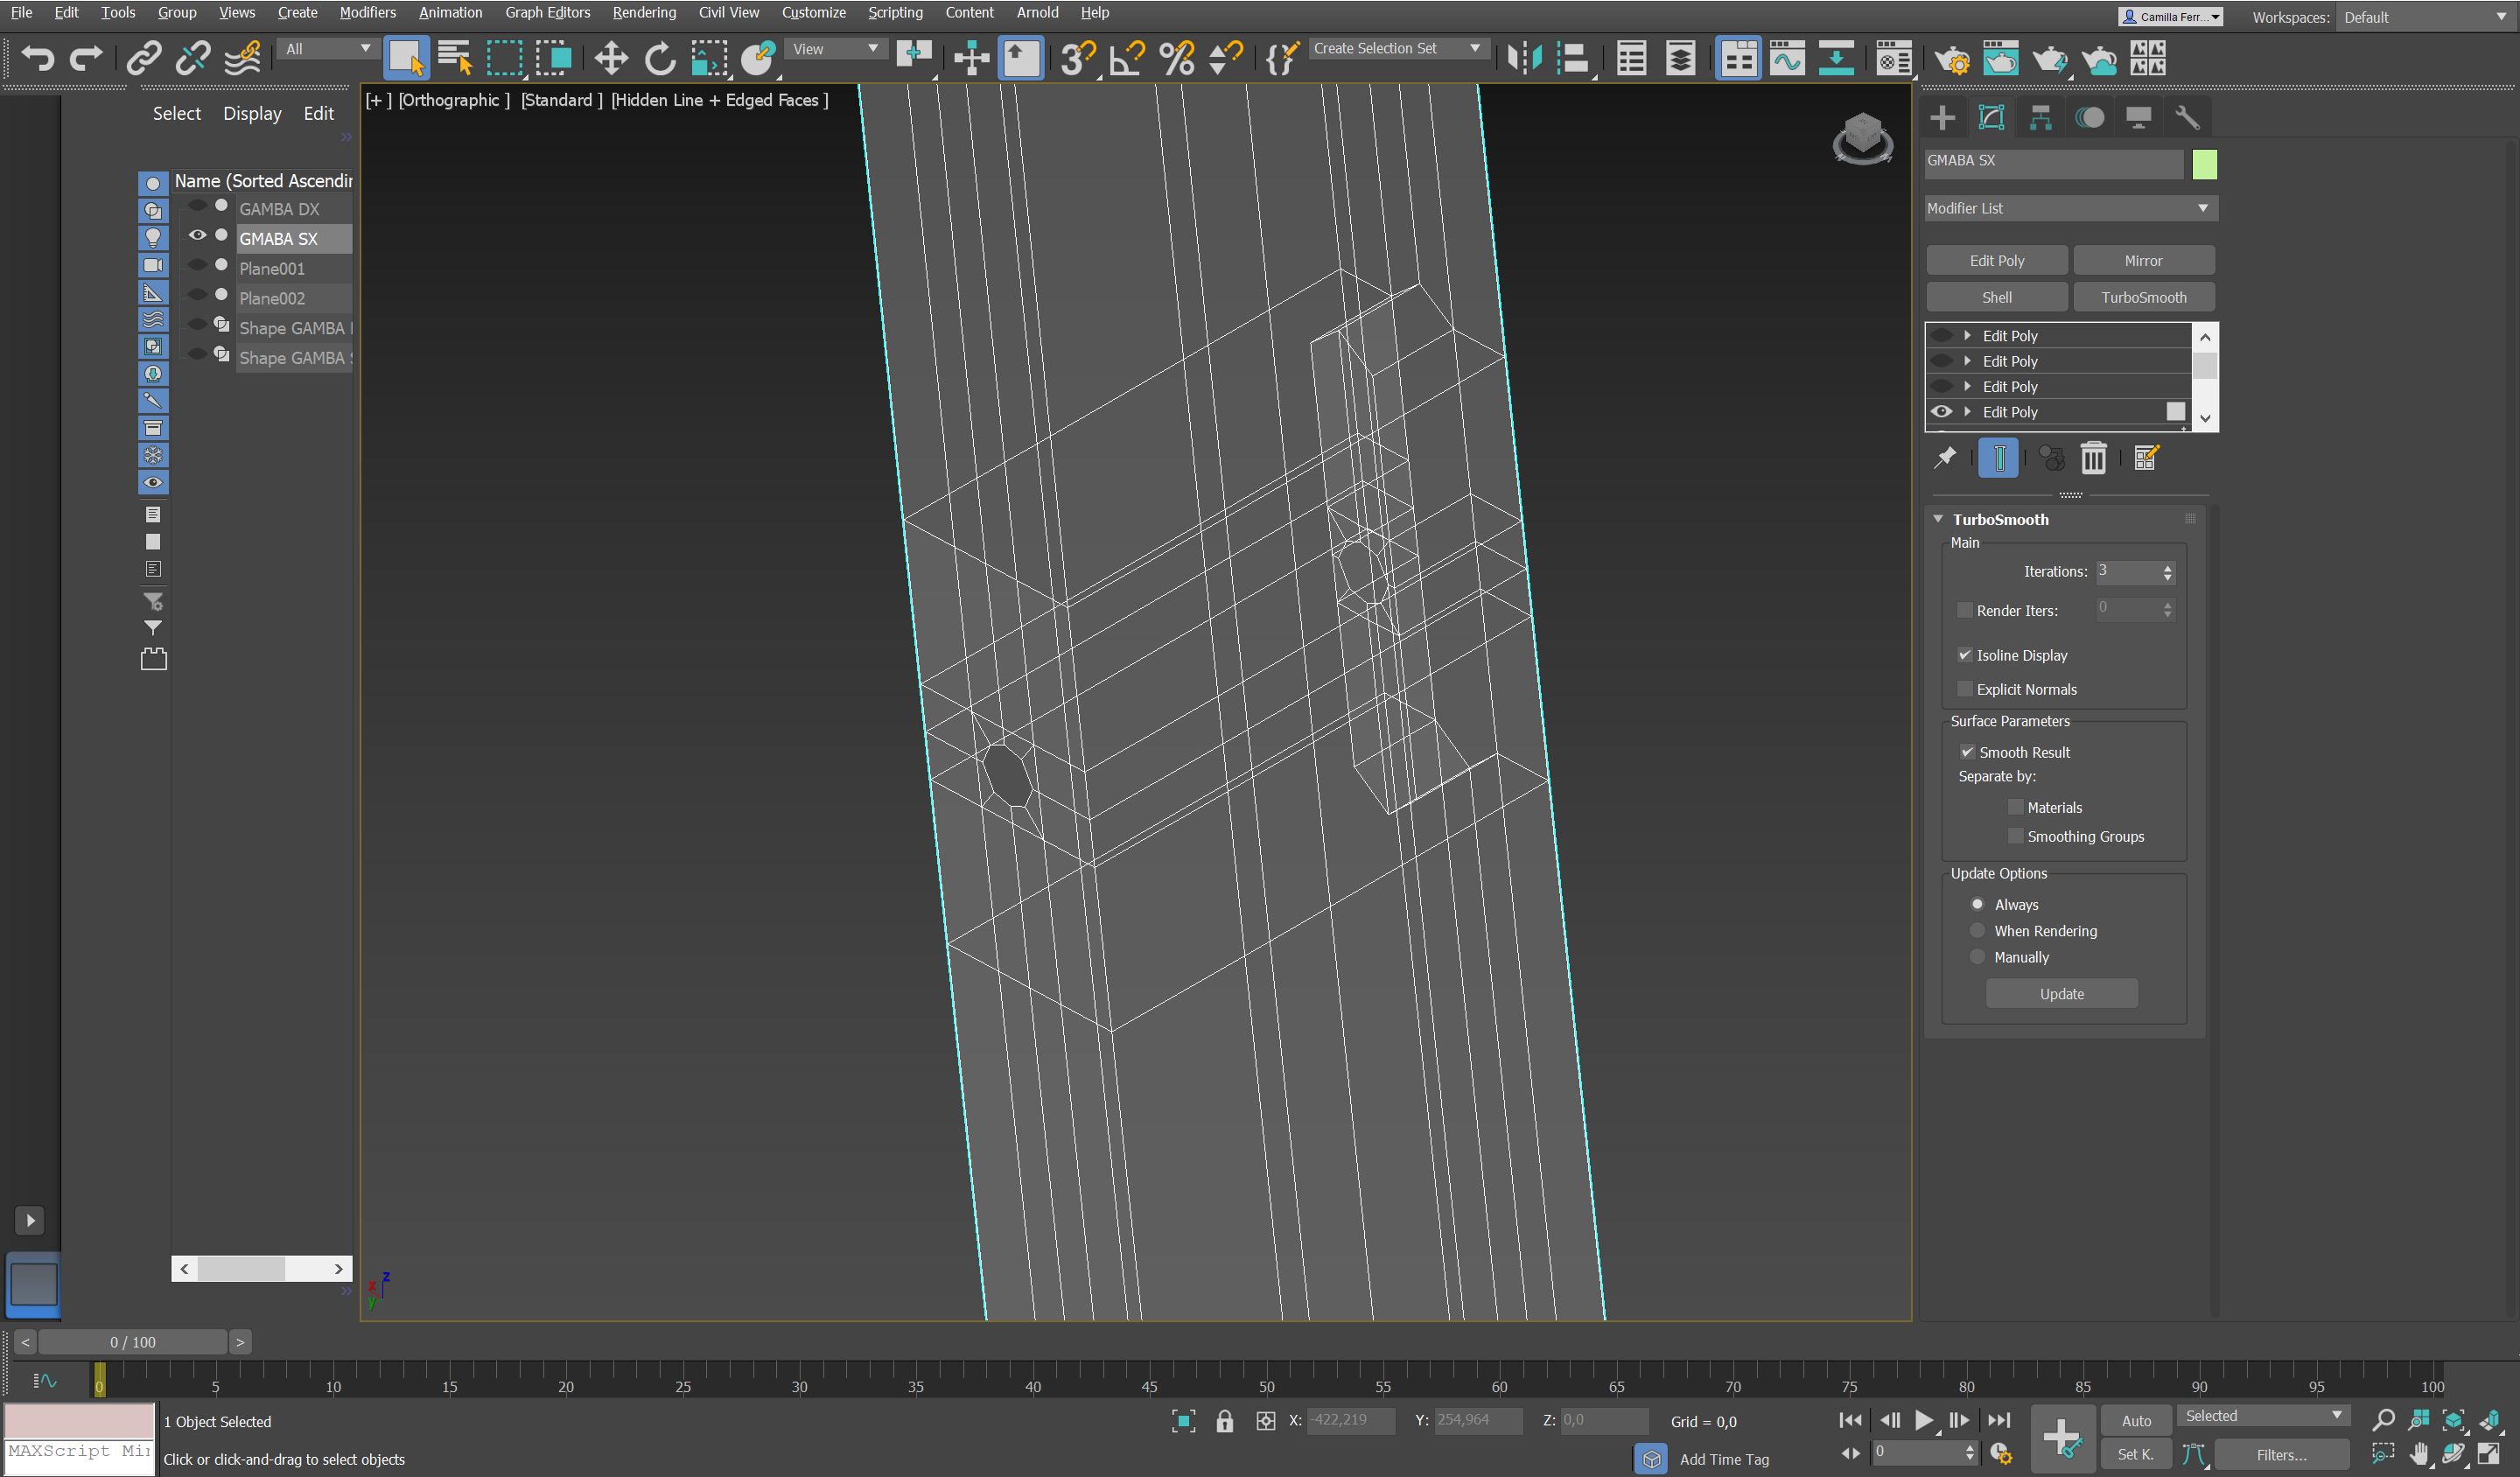 File Edit Tools Group Views Create Modifiers Animation Graph Editors Rendering Civil View Customize Scripting Content Arnold Help
Camilla Ferr... Workspaces: Default
All View Create Selection Set
[+ ] [Orthographic ] [Standard ] [Hidden Line + Edged Faces ]
Select Display Edit
Name (Sorted Ascendin
GAMBA DX
GMABA SX
Plane001
Plane002
Shape GAMBA
Shape GAMBA
GMABA SX
Modifier List
Edit Poly Mirror
Shell TurboSmooth
Edit Poly
Edit Poly
Edit Poly
Edit Poly
TurboSmooth
Main
Iterations: 3
Render Iters: 0
Isoline Display
Explicit Normals
Surface Parameters
Smooth Result
Separate by:
Materials
Smoothing Groups
Update Options
Always
When Rendering
Manually
Update
z
x
y
< 0 / 100 >
0 5 10 15 20 25 30 35 40 45 50 55 60 65 70 75 80 85 90 95 100
1 Object Selected X: -422,219 Y: 254,964 Z: 0,0 Grid = 0,0 Auto Selected
MAXScript Mi
Click or click-and-drag to select objects Add Time Tag 0 Set K. Filters...